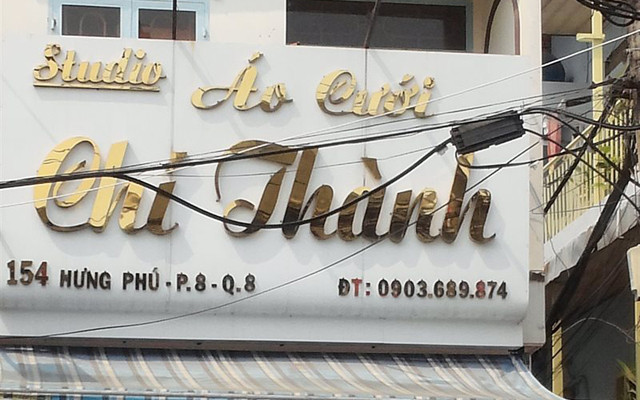 Studio Áo Cưới
Chí Thành
154 HƯNG PHÚ - P.8 - Q.8 ĐT: 0903.689.874